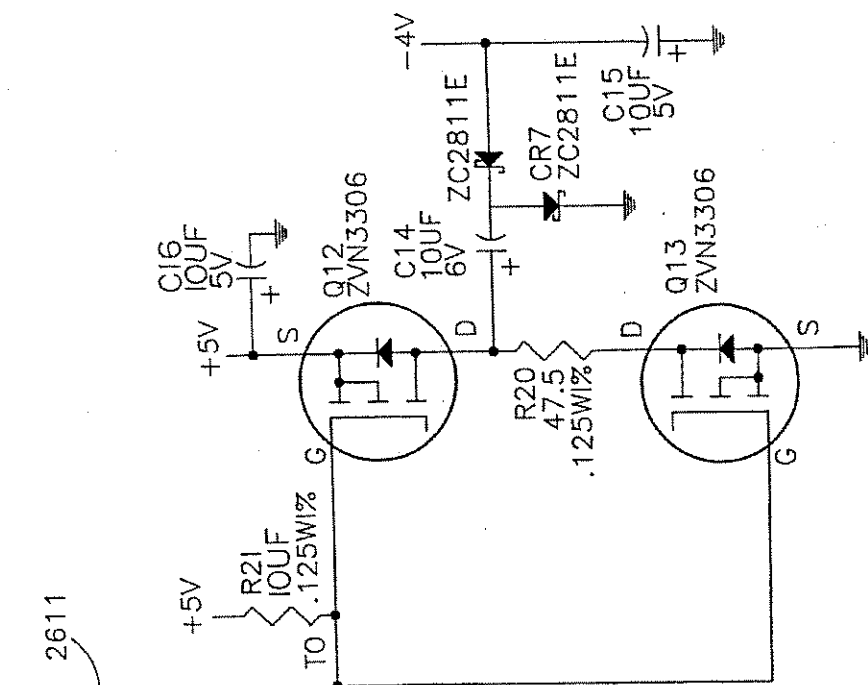 2611
+5V
R21
10UF
.125W1%
TO
G
+5V
C16
10UF
5V
+
S
Q12
ZVN3306
D
C14
10UF
6V
+
R20
47.5
.125W1%
ZC2811E
CR7
ZC2811E
-4V
C15
10UF
5V
+
D
Q13
ZVN3306
S
G